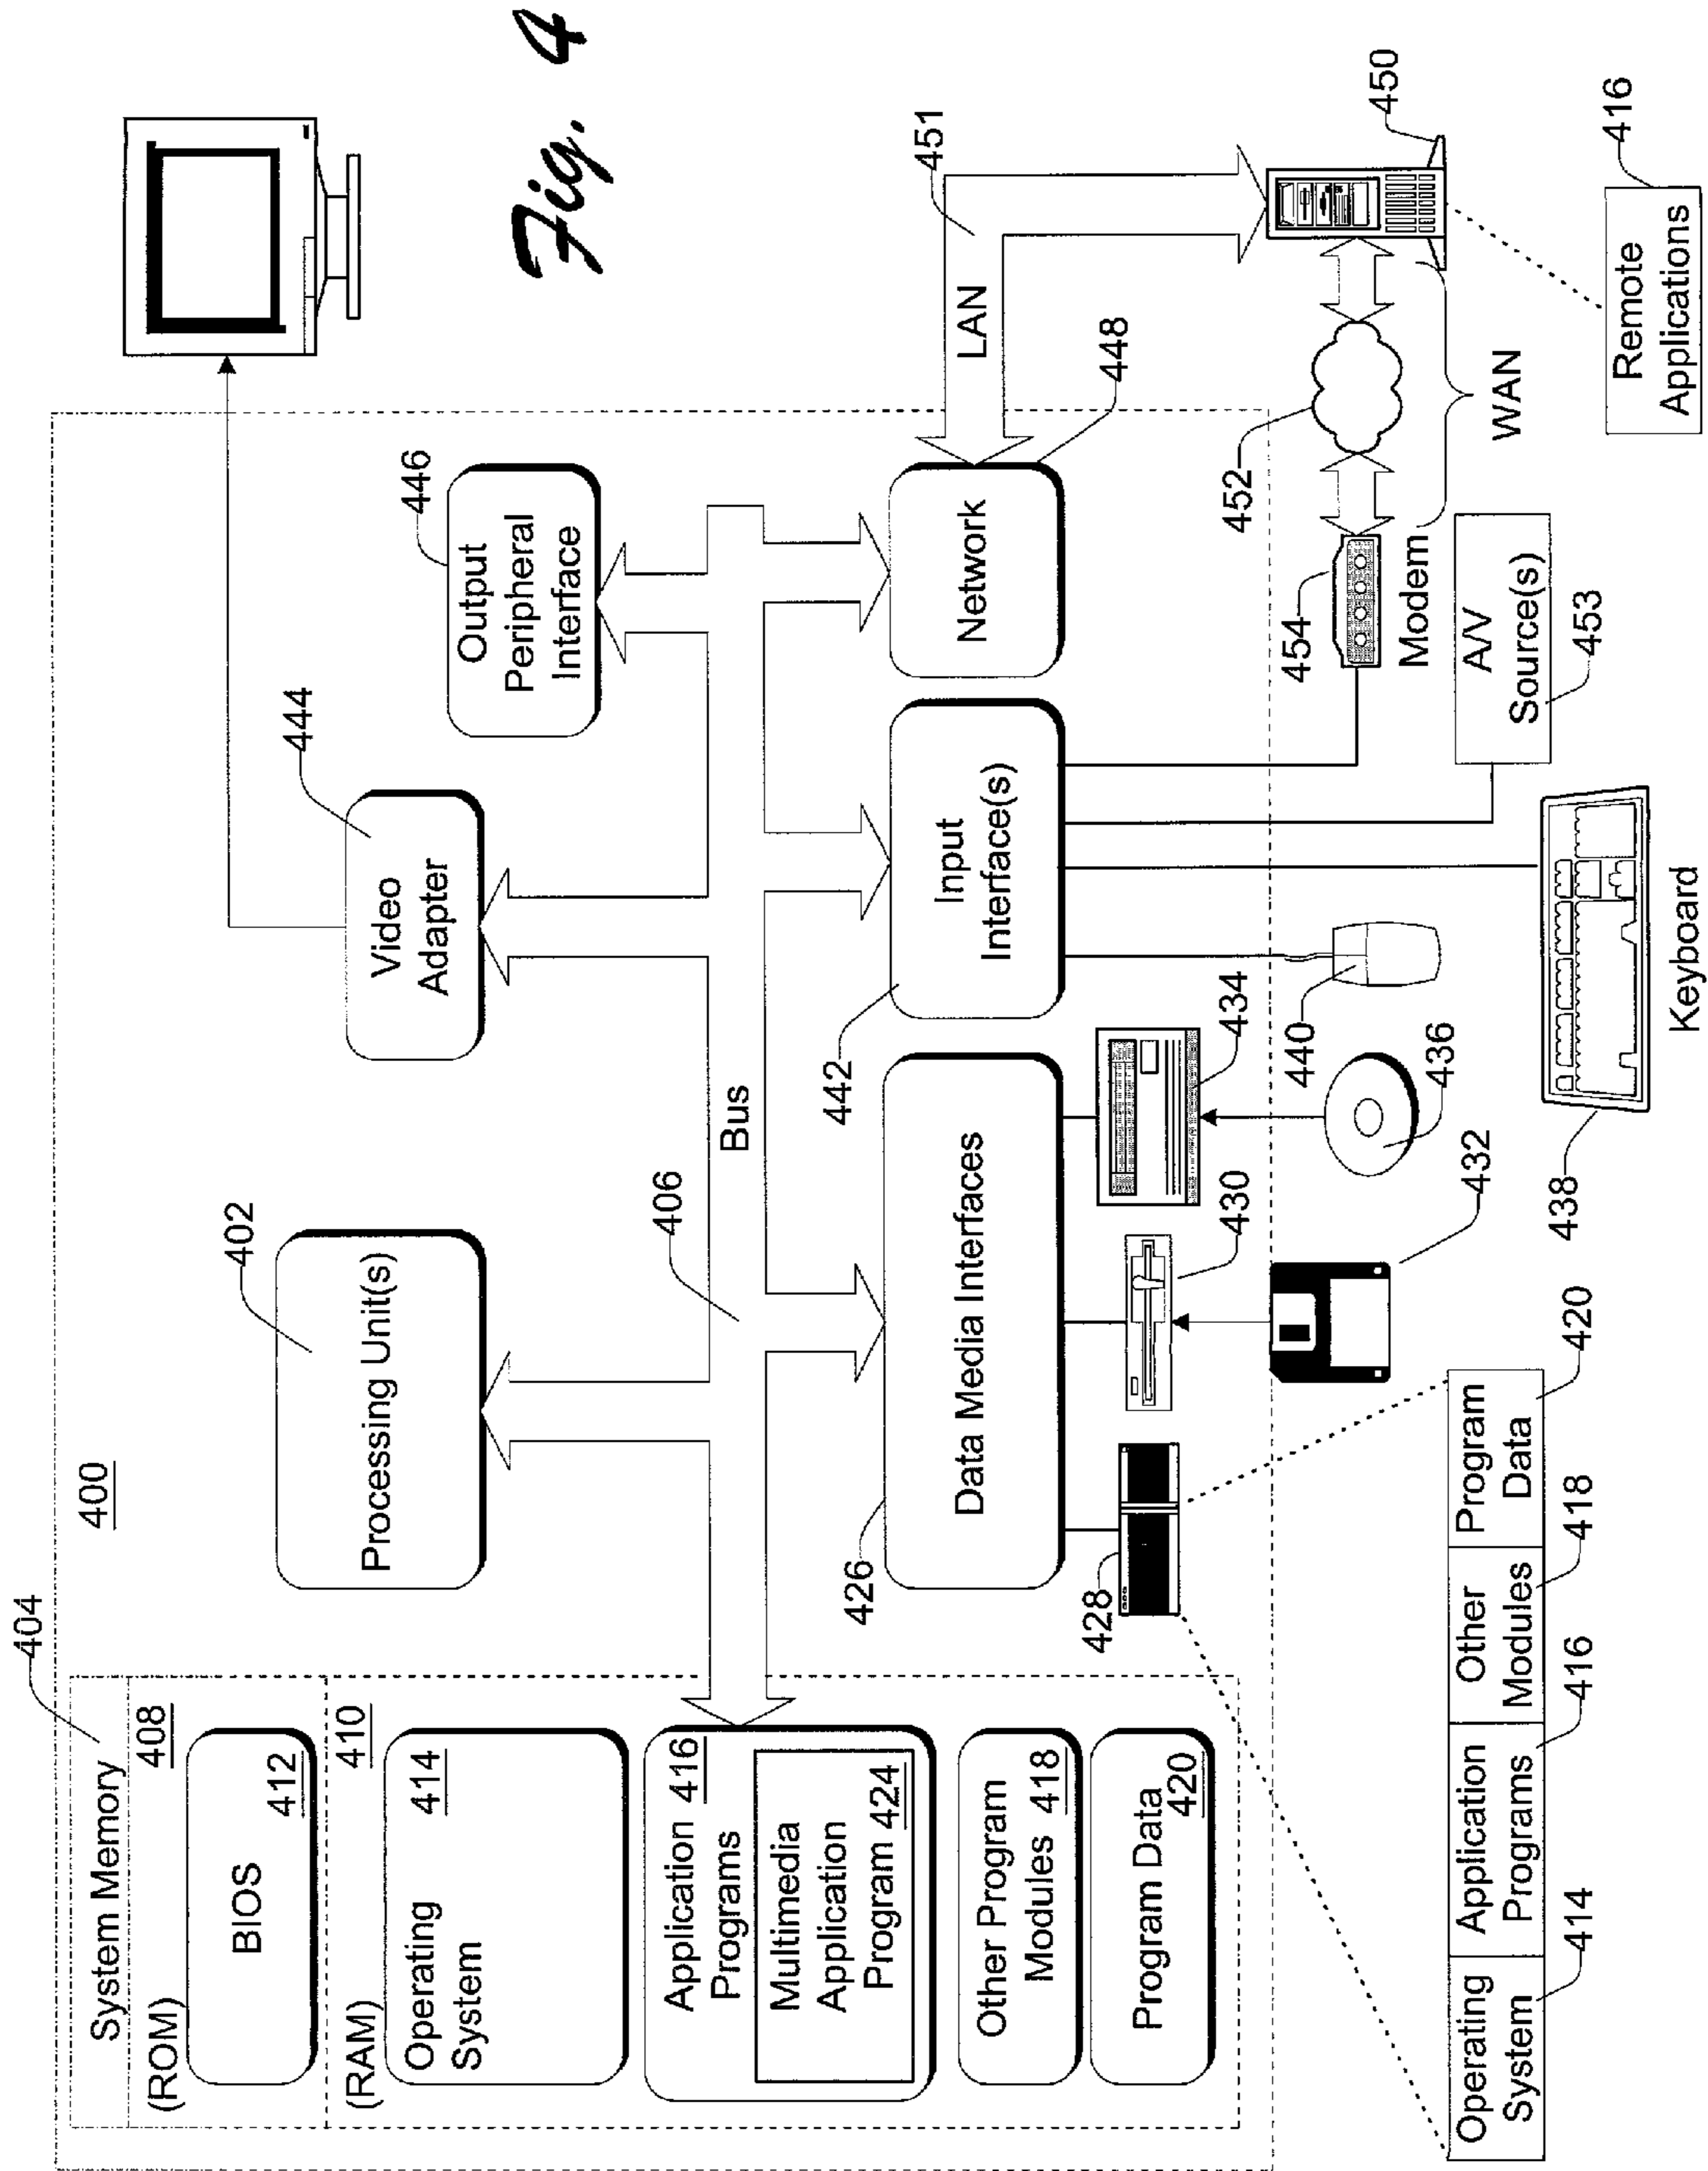 Fig. 4
400
404
System Memory
(ROM) 408
BIOS
412
(RAM) 410
Operating
System
414
Application 416
Programs
Multimedia
Application
Program 424
Other Program
Modules 418
Program Data
420
402
Processing Unit(s)
444
Video
Adapter
446
Output
Peripheral
Interface
406
Bus
426
Data Media Interfaces
442
Input
Interface(s)
Network
448
LAN
451
428
430
434
432
436
440
438
Keyboard
454
Modem
452
WAN
450
A/V
Source(s)
453
Remote
Applications
416
Operating
System
Application
Programs
Other
Modules
Program
Data
414
416
418
420